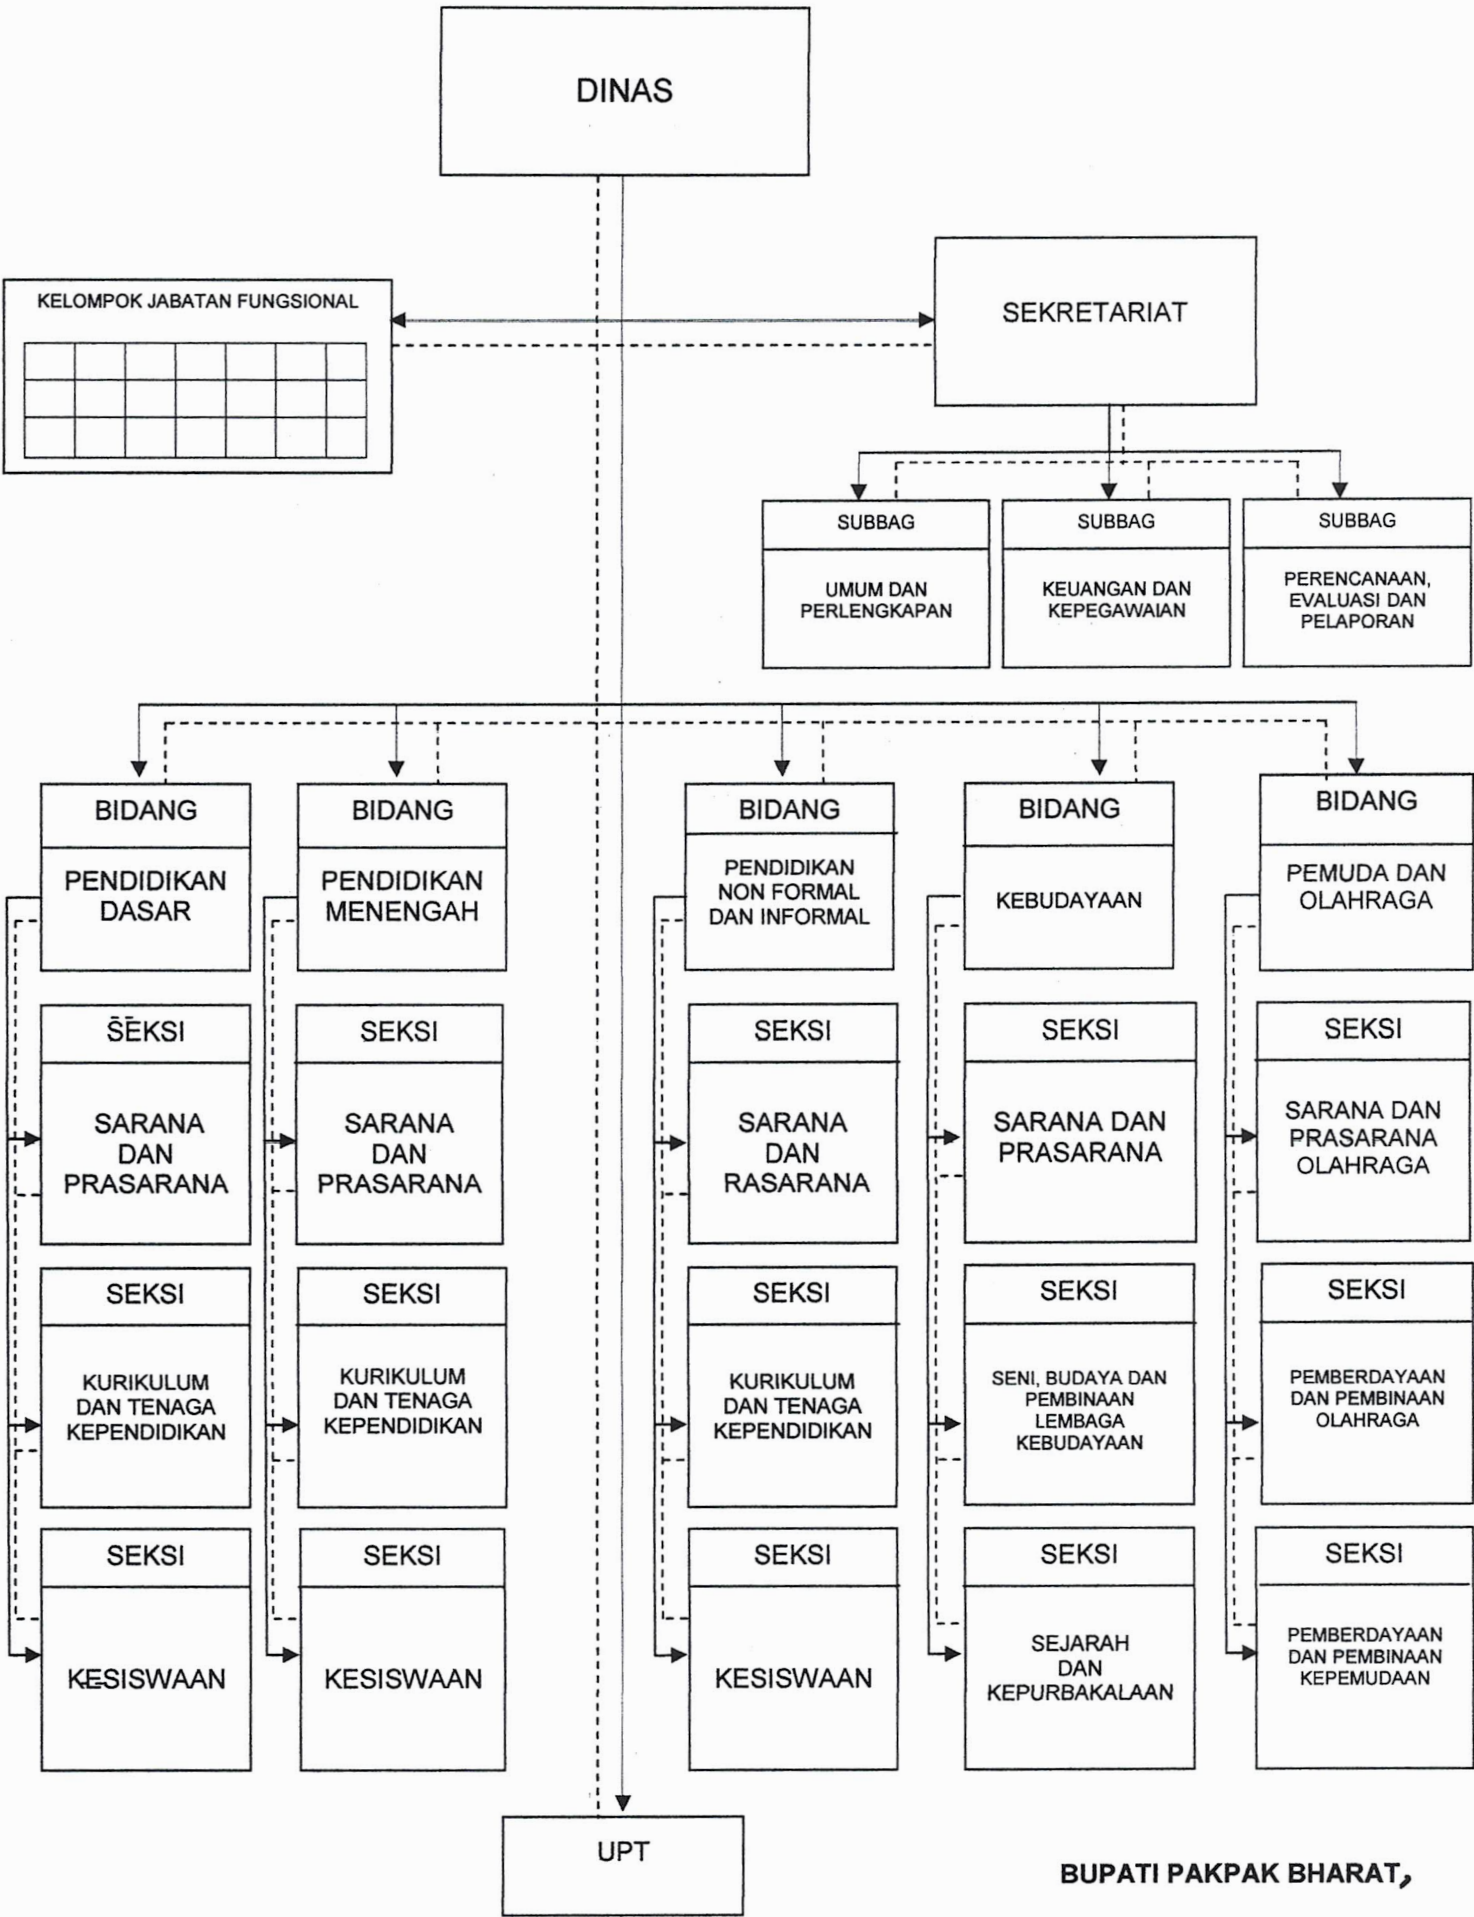 DINAS
KELOMPOK JABATAN FUNGSIONAL
SEKRETARIAT
SUBBAG
UMUM DAN
PERLENGKAPAN
SUBBAG
KEUANGAN DAN
KEPEGAWAIAN
SUBBAG
PERENCANAAN,
EVALUASI DAN
PELAPORAN
BIDANG
PENDIDIKAN
DASAR
BIDANG
PENDIDIKAN
MENENGAH
BIDANG
PENDIDIKAN
NON FORMAL
DAN INFORMAL
BIDANG
KEBUDAYAAN
BIDANG
PEMUDA DAN
OLAHRAGA
SEKSI
SARANA
DAN
PRASARANA
SEKSI
SARANA
DAN
PRASARANA
SEKSI
SARANA
DAN
RASARANA
SEKSI
SARANA DAN
PRASARANA
SEKSI
SARANA DAN
PRASARANA
OLAHRAGA
SEKSI
KURIKULUM
DAN TENAGA
KEPENDIDIKAN
SEKSI
KURIKULUM
DAN TENAGA
KEPENDIDIKAN
SEKSI
KURIKULUM
DAN TENAGA
KEPENDIDIKAN
SEKSI
SENI, BUDAYA DAN
PEMBINAAN
LEMBAGA
KEBUDAYAAN
SEKSI
PEMBERDAYAAN
DAN PEMBINAAN
OLAHRAGA
SEKSI
KESISWAAN
SEKSI
KESISWAAN
SEKSI
KESISWAAN
SEKSI
SEJARAH
DAN
KEPURBAKALAAN
SEKSI
PEMBERDAYAAN
DAN PEMBINAAN
KEPEMUDAAN
UPT
BUPATI PAKPAK BHARAT,